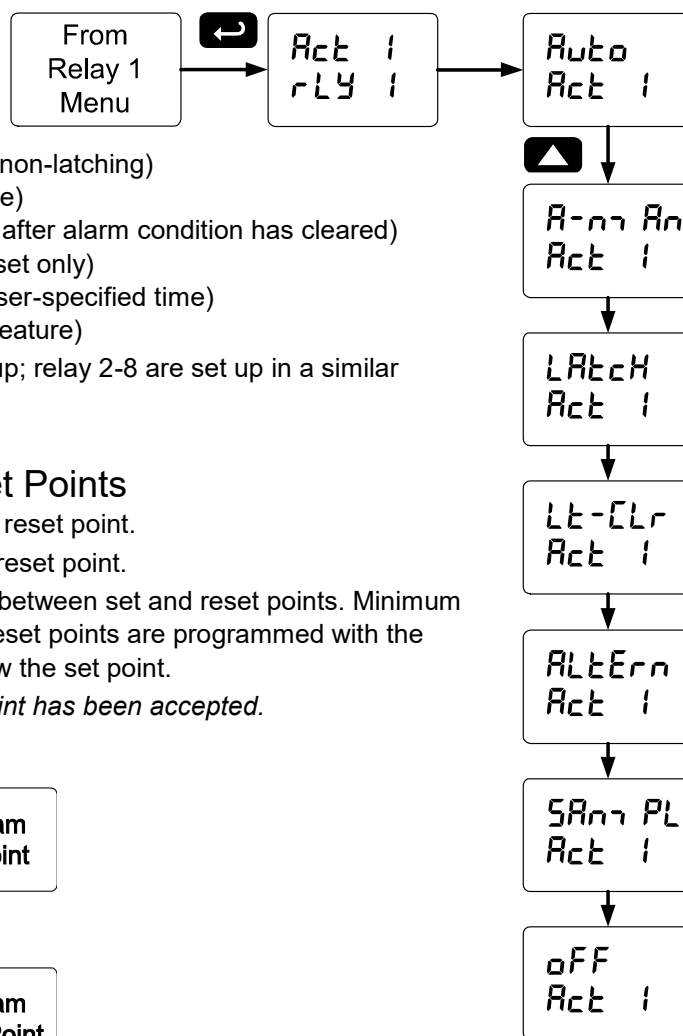 From
Relay 1
Menu
Act 1
rLY 1
Auto
Act 1
non-latching)
e)
after alarm condition has cleared)
set only)
ser-specified time)
eature)
up; relay 2-8 are set up in a similar
A-m An
Act 1
LAtcH
Act 1
Lt-CLr
Act 1
ALtErn
Act 1
SAm PL
Act 1
oFF
Act 1
et Points
reset point.
reset point.
between set and reset points. Minimum
eset points are programmed with the
w the set point.
int has been accepted.
am
oint
am
Point